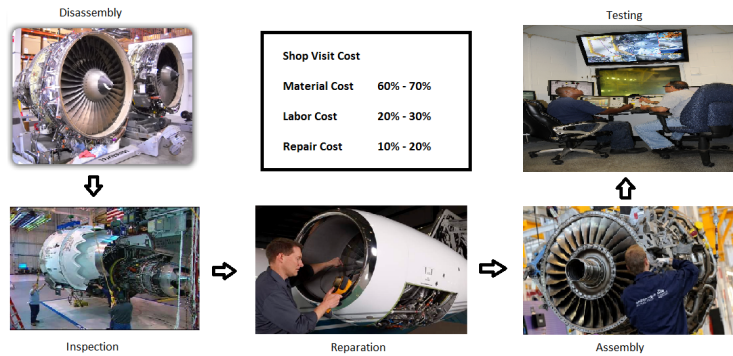 Disassembly
Testing
Shop Visit Cost
Material Cost 60% - 70%
Labor Cost 20% - 30%
Repair Cost 10% - 20%
Inspection
Reparation
Assembly